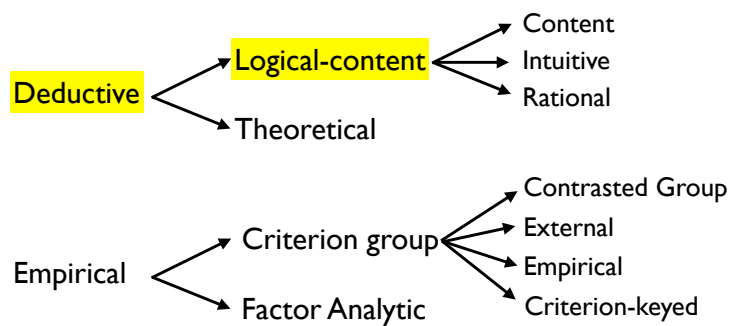 Deductive
Logical-content
Theoretical
Content
Intuitive
Rational
Empirical
Criterion group
Factor Analytic
Contrasted Group
External
Empirical
Criterion-keyed